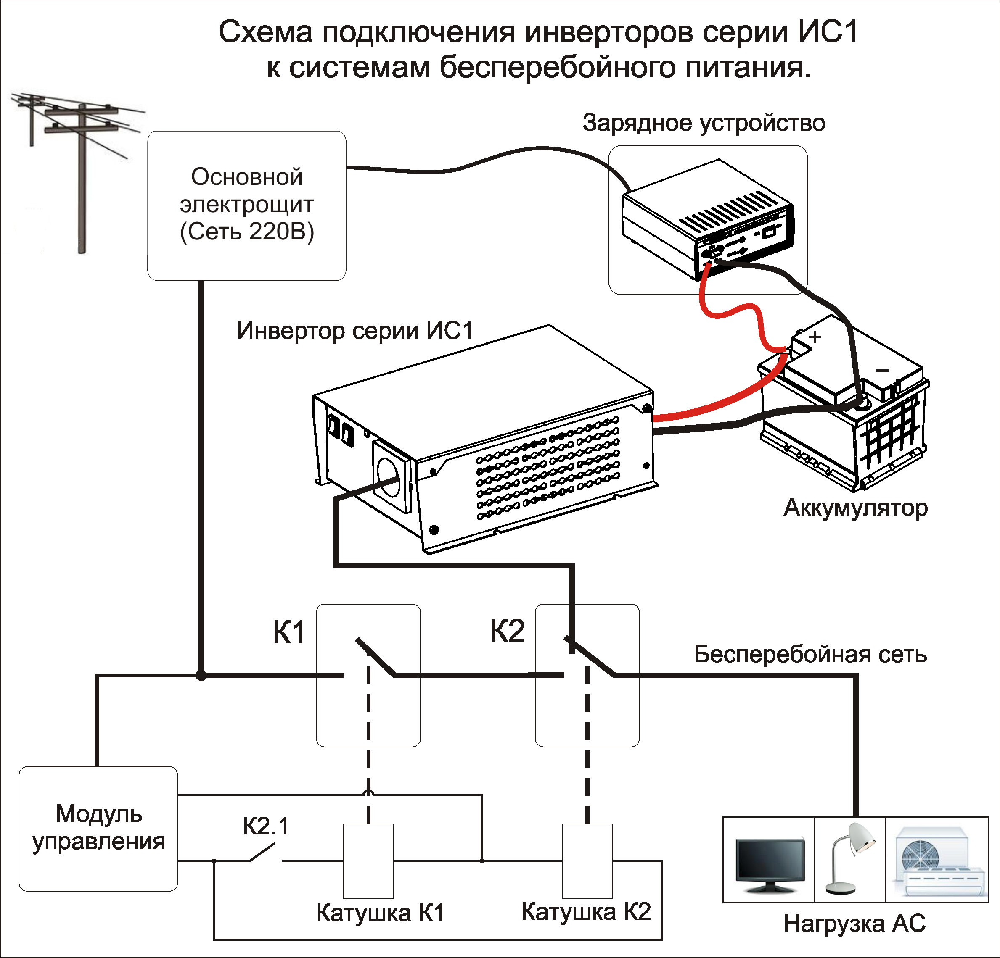 Схема подключения инверторов серии ИС1
к системам бесперебойного питания.
Зарядное устройство
Основной
электрощит
(Сеть 220В)
Инвертор серии ИС1
+
−
Аккумулятор
К1
К2
Бесперебойная сеть
Модуль
управления
К2.1
Катушка К1
Катушка К2
Нагрузка АС